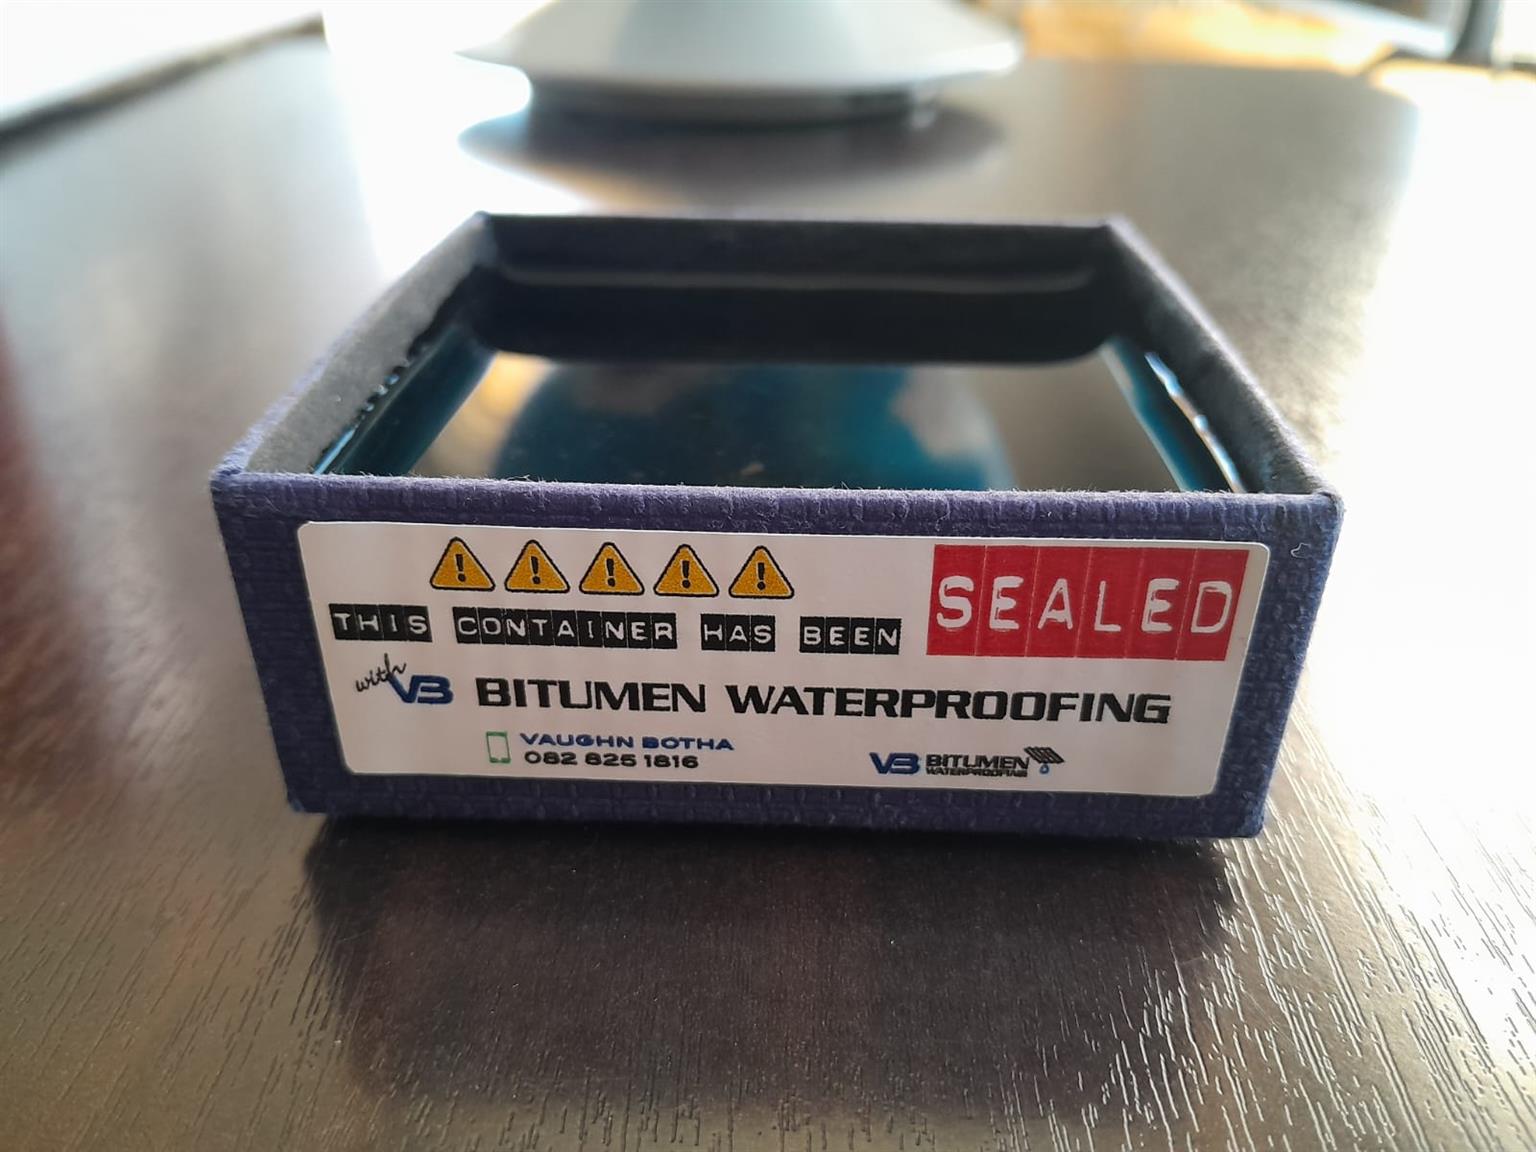 THIS CONTAINER HAS BEEN SEALED
with VB BITUMEN WATERPROOFING
VAUGHN BOTHA
082 825 1816
VB BITUMEN
WATERPROOFING